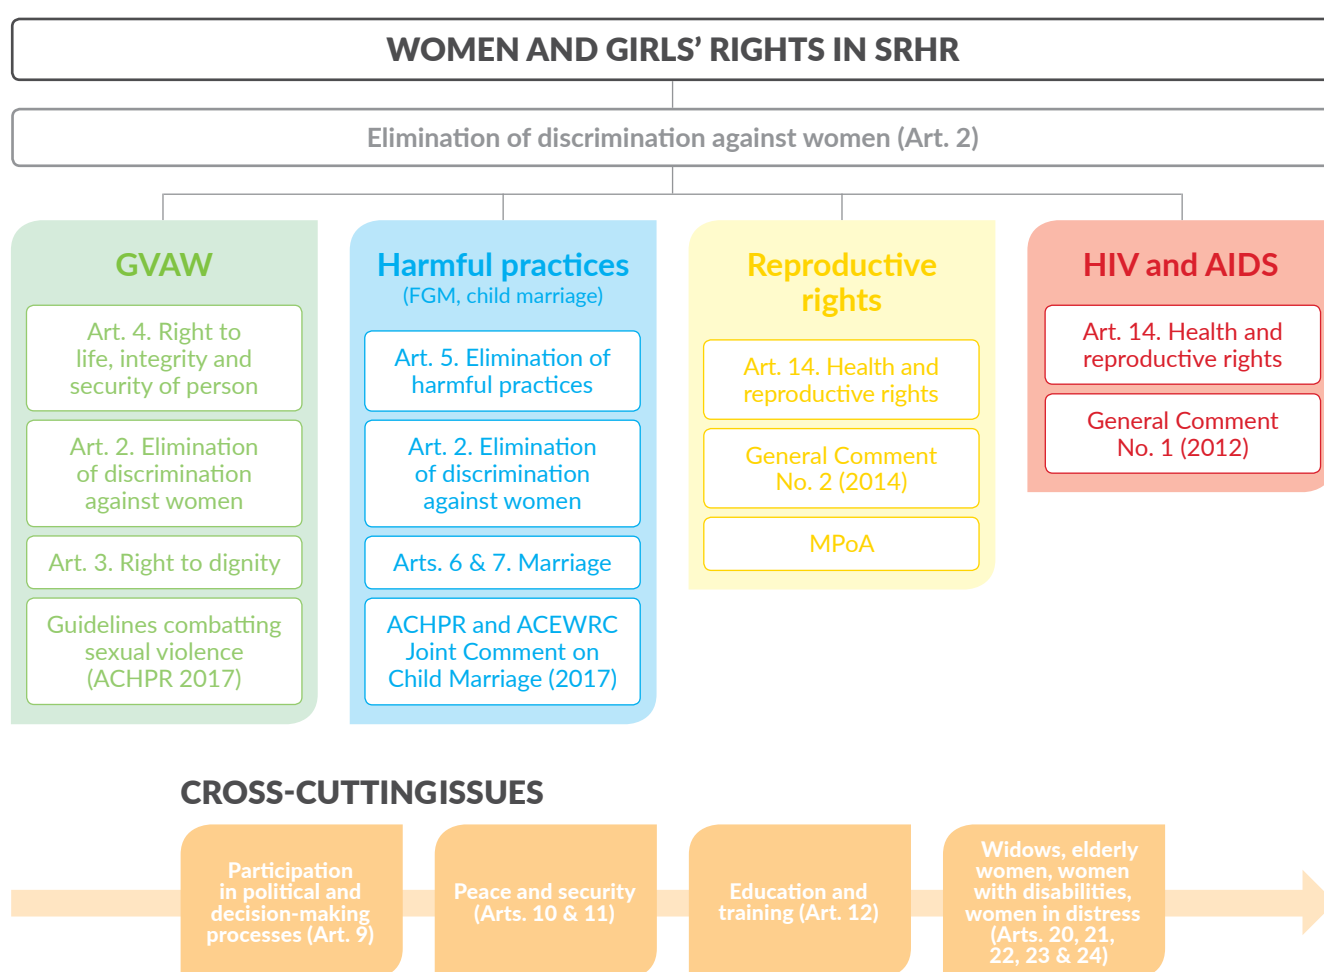 WOMEN AND GIRLS’ RIGHTS IN SRHR
Elimination of discrimination against women (Art. 2)
GVAW
Art. 4. Right to
life, integrity and
security of person
Art. 2. Elimination
of discrimination
against women
Art. 3. Right to dignity
Guidelines combatting
sexual violence
(ACHPR 2017)
Harmful practices
(FGM, child marriage)
Art. 5. Elimination of
harmful practices
Art. 2. Elimination
of discrimination
against women
Arts. 6 & 7. Marriage
ACHPR and ACEWRC
Joint Comment on
Child Marriage (2017)
Reproductive
rights
Art. 14. Health and
reproductive rights
General Comment
No. 2 (2014)
MPoA
HIV and AIDS
Art. 14. Health and
reproductive rights
General Comment
No. 1 (2012)
CROSS-CUTTINGISSUES
Participation
in political and
decision-making
processes (Art. 9)
Peace and security
(Arts. 10 & 11)
Education and
training (Art. 12)
Widows, elderly
women, women
with disabilities,
women in distress
(Arts. 20, 21,
22, 23 & 24)